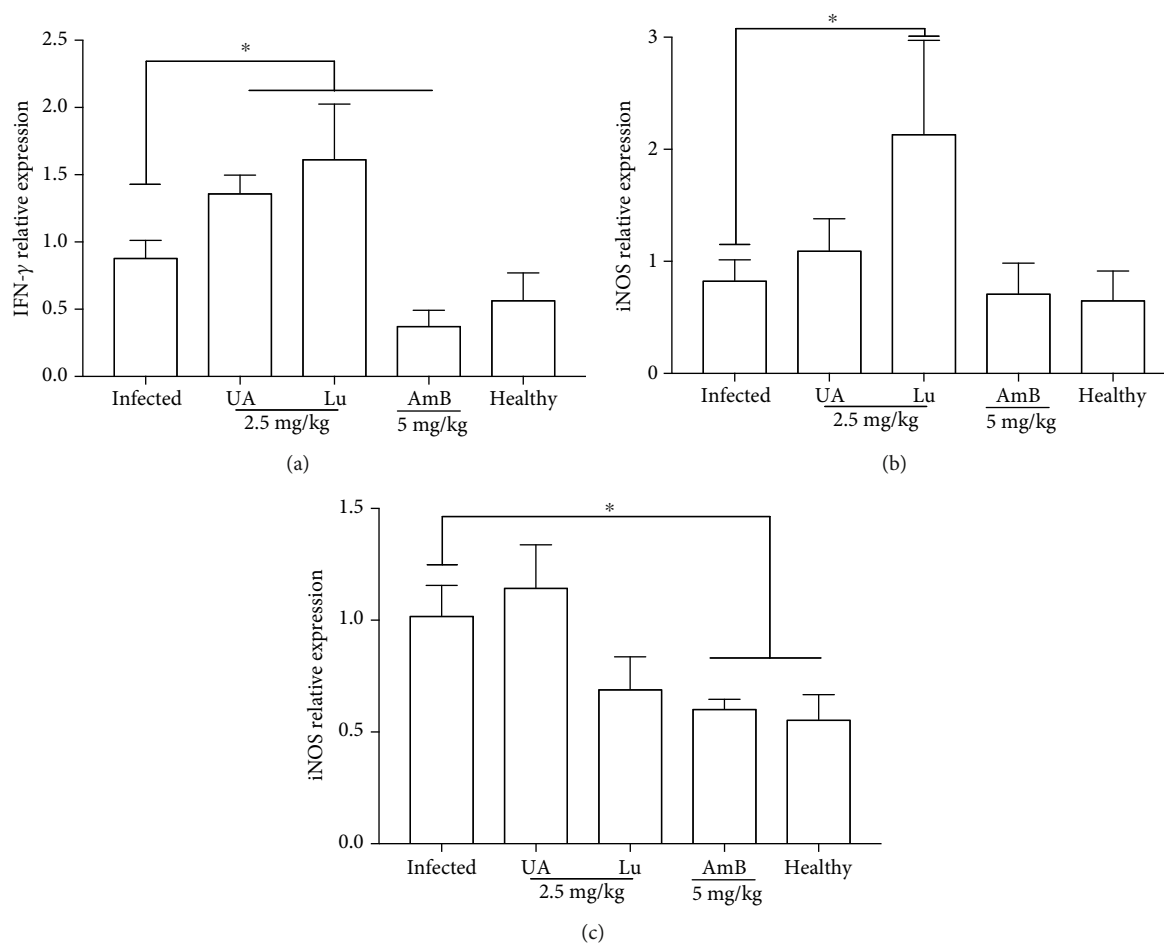 *
IFN-γ relative expression
2.5
2.0
1.5
1.0
0.5
0.0
Infected UA Lu AmB Healthy
2.5 mg/kg 5 mg/kg
(a)
*
iNOS relative expression
3
2
1
0
Infected UA Lu AmB Healthy
2.5 mg/kg 5 mg/kg
(b)
*
iNOS relative expression
1.5
1.0
0.5
0.0
Infected UA Lu AmB Healthy
2.5 mg/kg 5 mg/kg
(c)